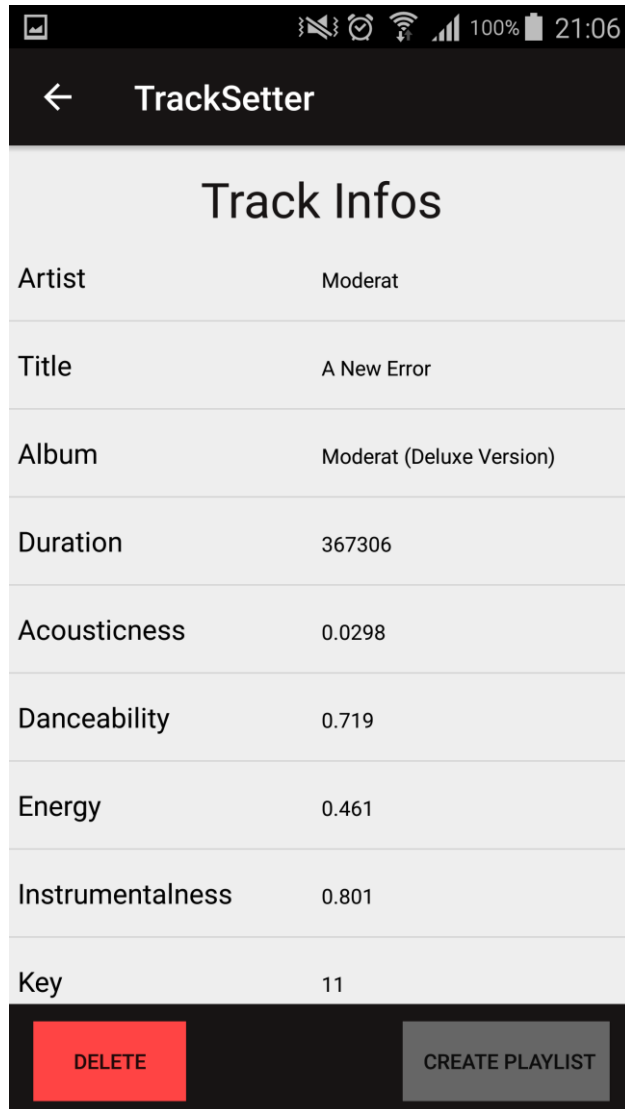 100% 21:06
TrackSetter
Track Infos
Artist Moderat
Title A New Error
Album Moderat (Deluxe Version)
Duration 367306
Acousticness 0.0298
Danceability 0.719
Energy 0.461
Instrumentalness 0.801
Key 11
DELETE CREATE PLAYLIST